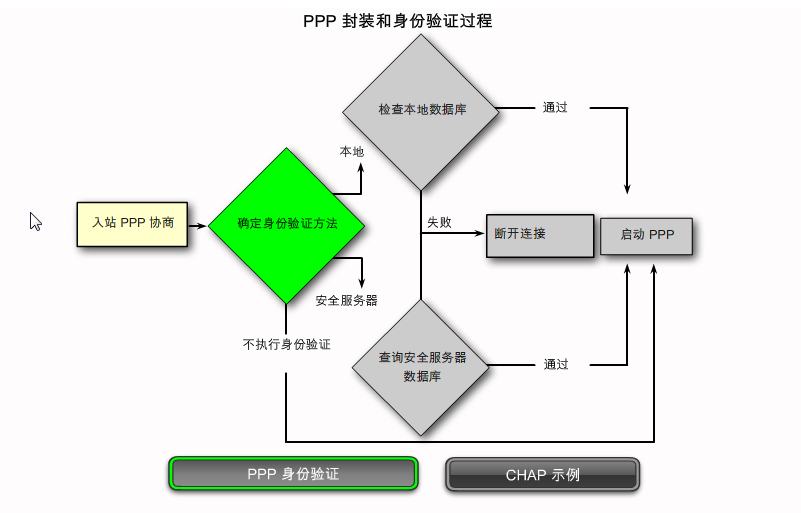 PPP 封装和身份验证过程
检查本地数据库
通过
本地
入站 PPP 协商
确定身份验证方法
失败
断开连接
启动 PPP
安全服务器
不执行身份验证
查询安全服务器
数据库
通过
PPP 身份验证
CHAP 示例